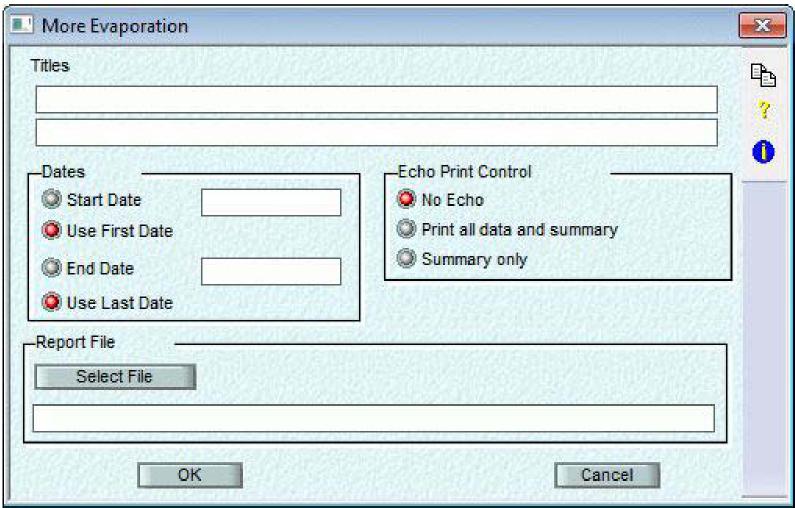 More Evaporation
Titles
Dates
Start Date
Use First Date
End Date
Use Last Date
Echo Print Control
No Echo
Print all data and summary
Summary only
Report File
Select File
OK
Cancel
?
i